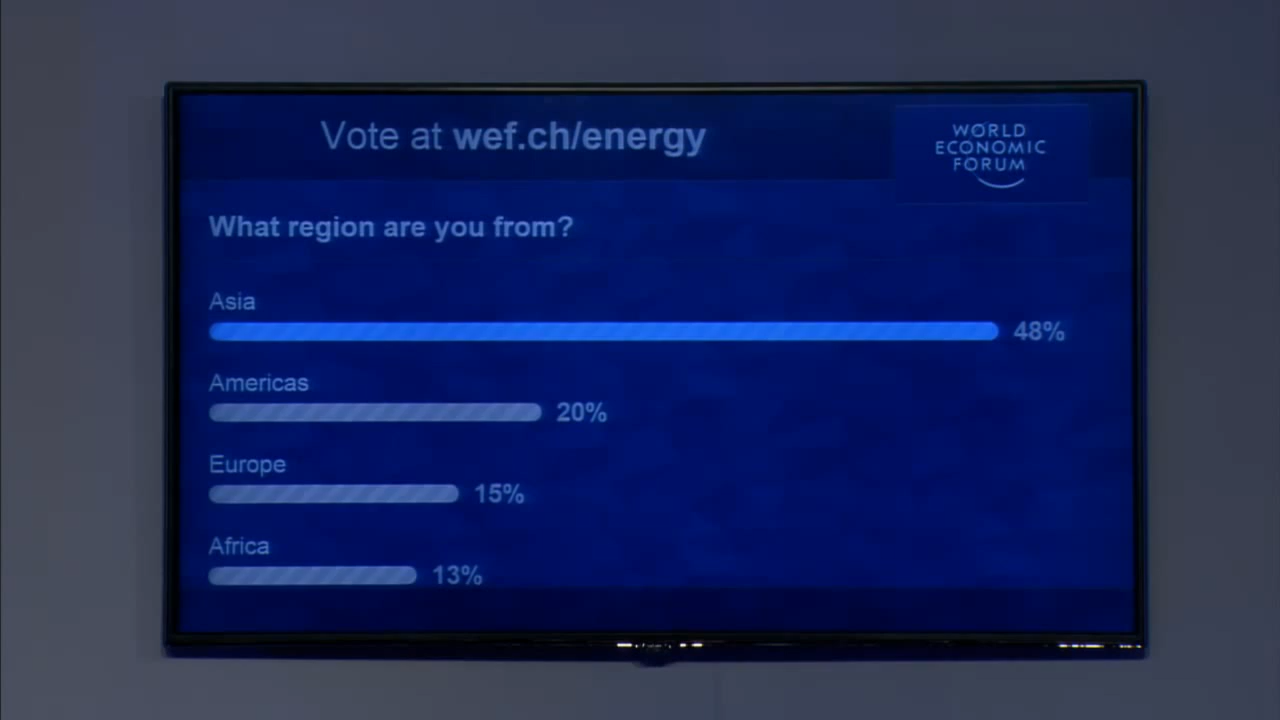 Vote at wef.ch/energy
WORLD
ECONOMIC
FORUM
What region are you from?
Asia
48%
Americas
20%
Europe
15%
Africa
13%